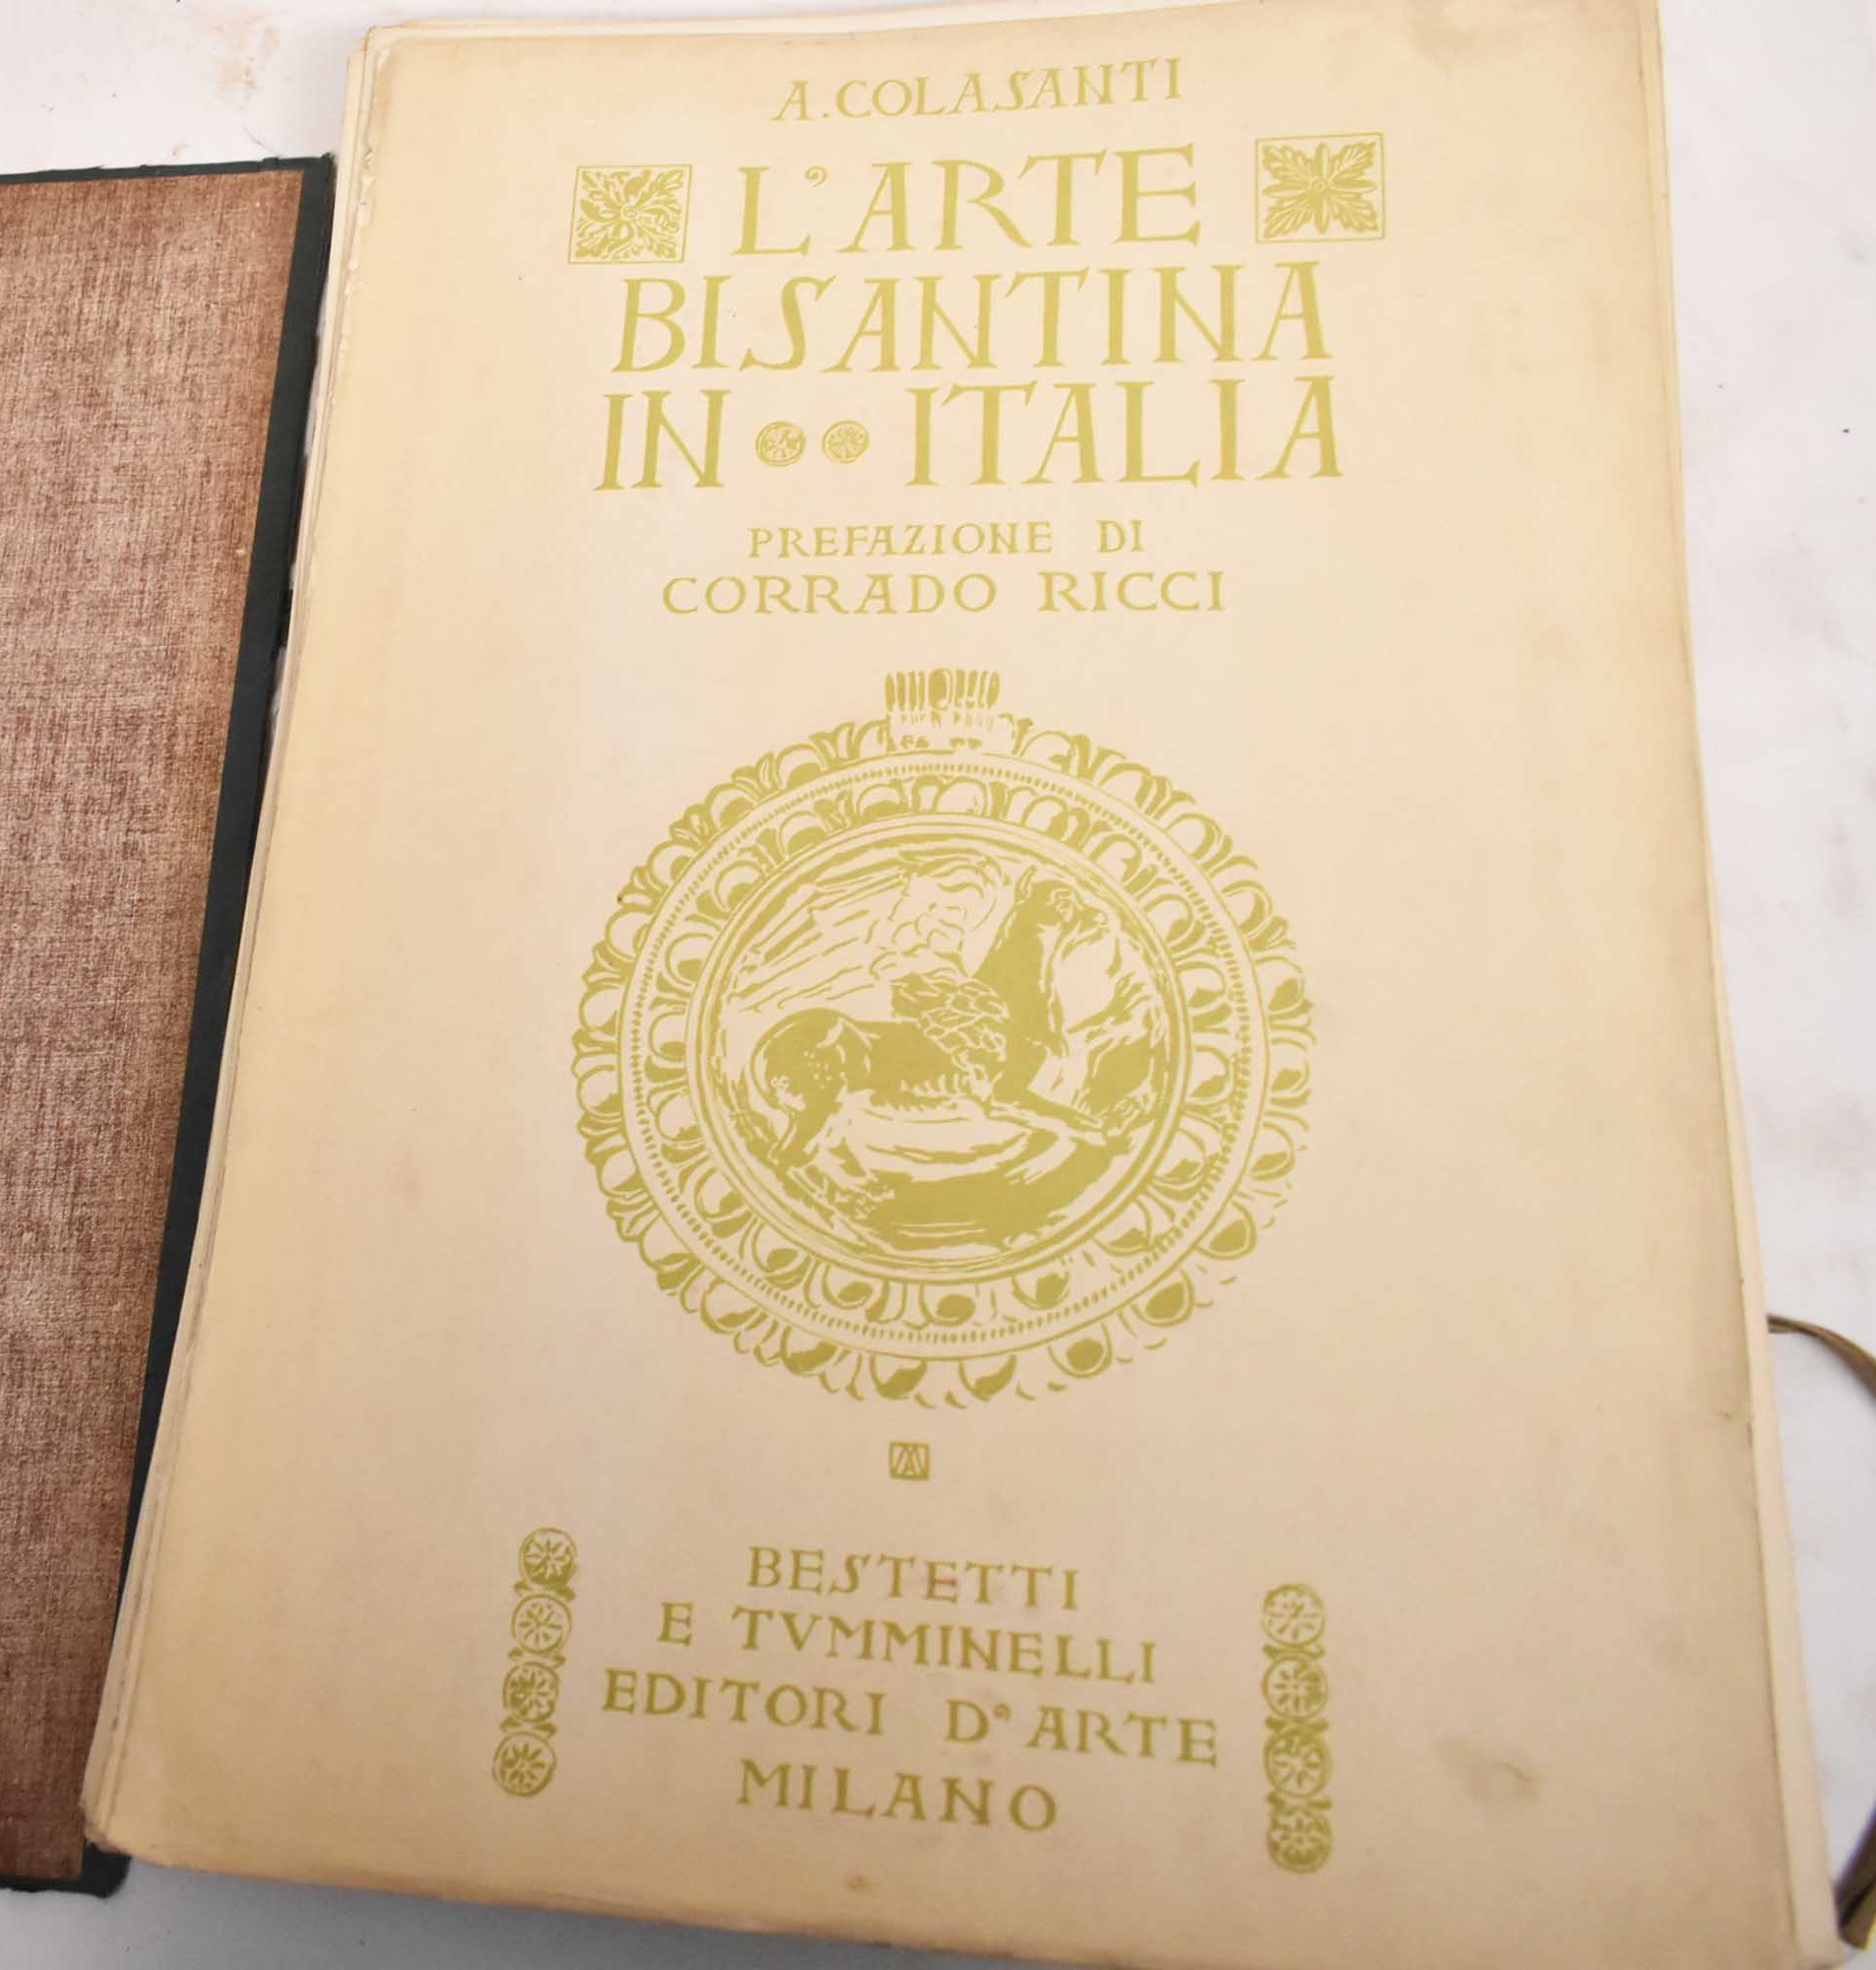 A. COLASANTI
L'ARTE
BISANTINA
IN ITALIA
PREFAZIONE DI
CORRADO RICCI
BESTETTI
E TVMMINELLI
EDITORI D'ARTE
MILANO